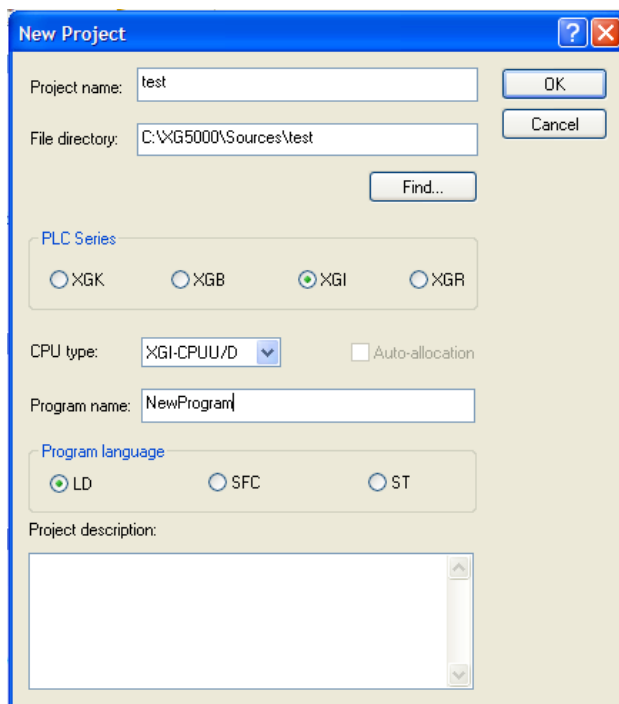 New Project
Project name: test
OK
File directory: C:\XG5000\Sources\test
Cancel
Find...
PLC Series
XGK XGB XGI XGR
CPU type: XGI-CPUU/D Auto-allocation
Program name: NewProgram
Program language
LD SFC ST
Project description: